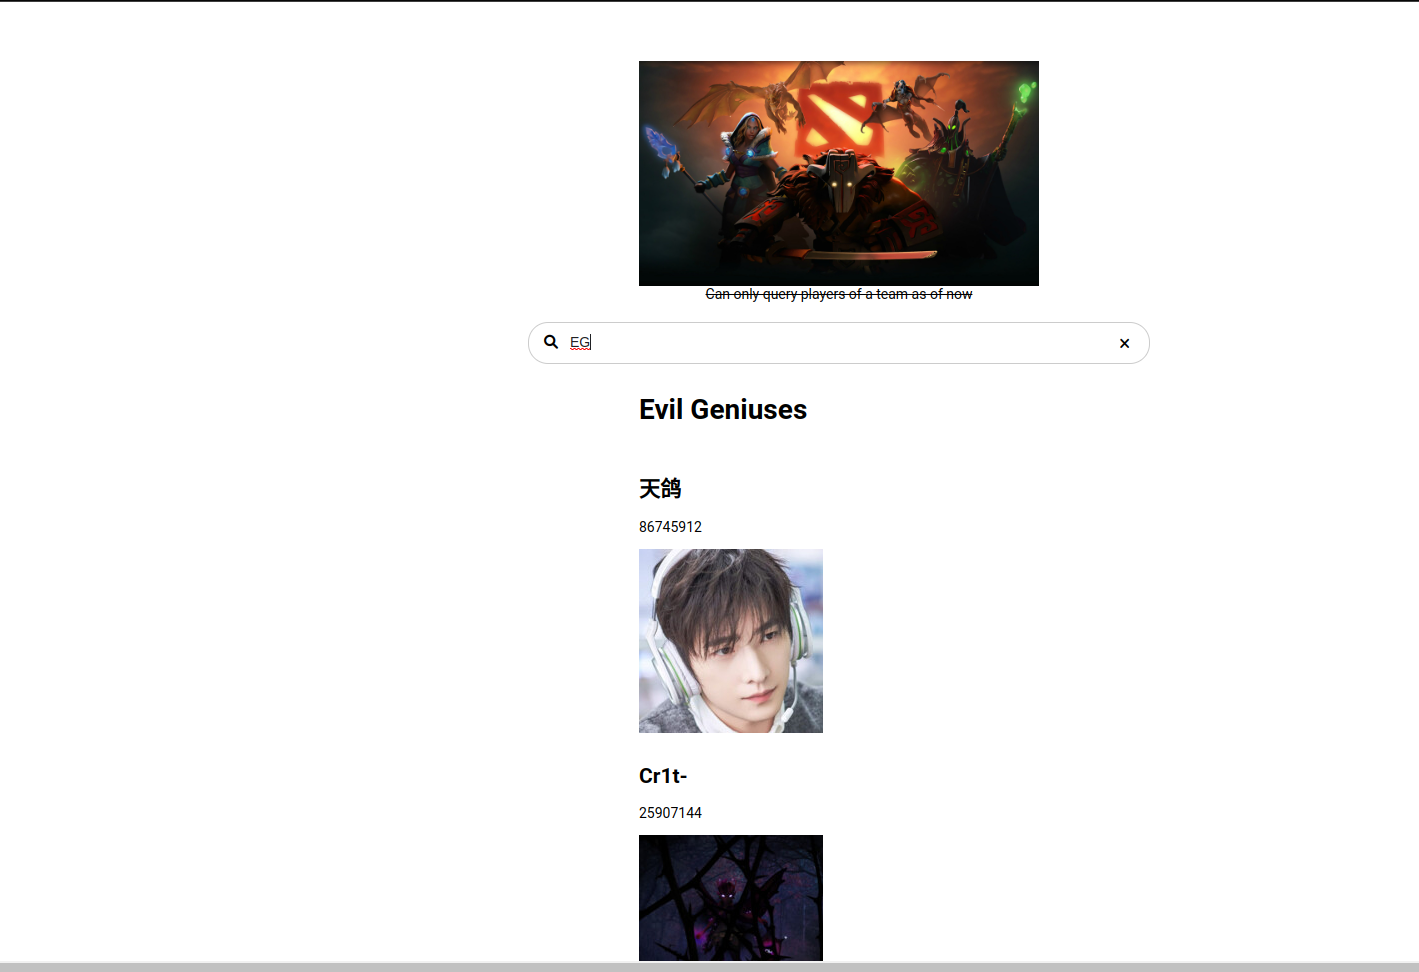 Can only query players of a team as of now
EG
Evil Geniuses
天鸽
86745912
Cr1t-
25907144